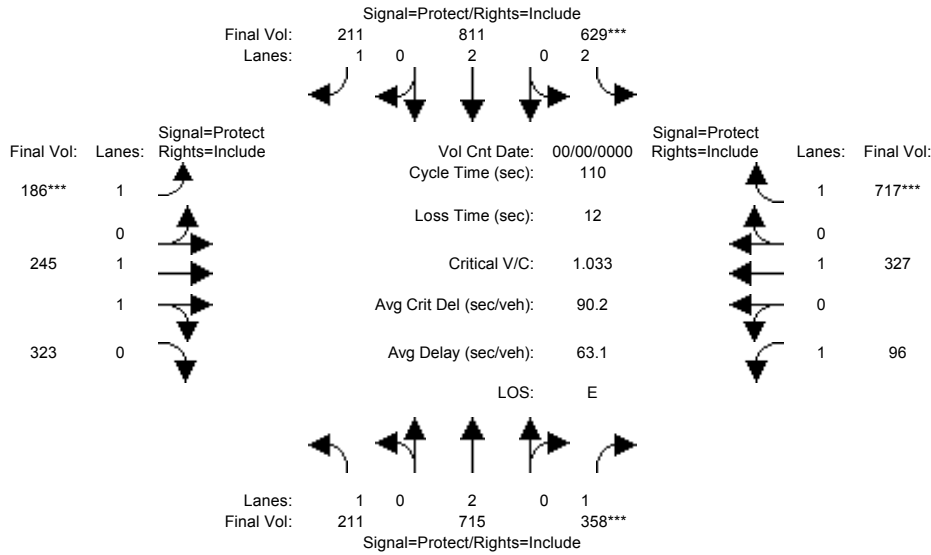 Signal=Protect/Rights=Include
Final Vol: 211 811 629***
Lanes: 1 0 2 0 2
Signal=Protect Signal=Protect
Final Vol: Lanes: Rights=Include Vol Cnt Date: 00/00/0000 Rights=Include Lanes: Final Vol:
Cycle Time (sec): 110
186*** 1 1 717***
Loss Time (sec): 12
0 0
245 1 Critical V/C: 1.033 1 327
1 Avg Crit Del (sec/veh): 90.2 0
323 0 Avg Delay (sec/veh): 63.1 1 96
LOS: E
Lanes: 1 0 2 0 1
Final Vol: 211 715 358***
Signal=Protect/Rights=Include